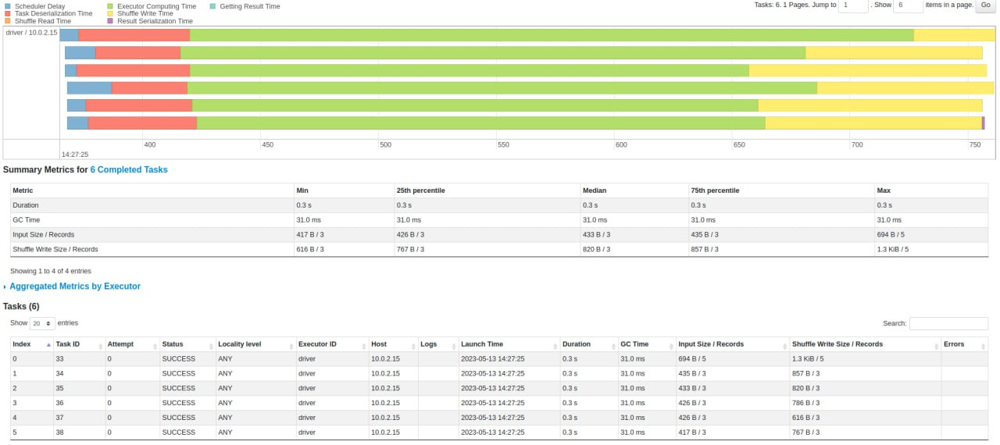 Scheduler Delay Executor Computing Time Getting Result Time Tasks: 6. 1 Pages. Jump to 1 . Show 6 items in a page. Go
Task Deserialization Time Shuffle Write Time
Shuffle Read Time Result Serialization Time
driver / 10.0.2.15
400 450 500 550 600 650 700 750
14:27:25
Summary Metrics for 6 Completed Tasks
Metric Min 25th percentile Median 75th percentile Max
Duration 0.3 s 0.3 s 0.3 s 0.3 s 0.3 s
GC Time 31.0 ms 31.0 ms 31.0 ms 31.0 ms 31.0 ms
Input Size / Records 417 B / 3 426 B / 3 433 B / 3 435 B / 3 694 B / 5
Shuffle Write Size / Records 616 B / 3 767 B / 3 820 B / 3 857 B / 3 1.3 KiB / 5
Showing 1 to 4 of 4 entries
Aggregated Metrics by Executor
Tasks (6)
Show 20 entries Search:
Index Task ID Attempt Status Locality level Executor ID Host Logs Launch Time Duration GC Time Input Size / Records Shuffle Write Size / Records Errors
0 33 0 SUCCESS ANY driver 10.0.2.15 2023-05-13 14:27:25 0.3 s 31.0 ms 694 B / 5 1.3 KiB / 5
1 34 0 SUCCESS ANY driver 10.0.2.15 2023-05-13 14:27:25 0.3 s 31.0 ms 435 B / 3 857 B / 3
2 35 0 SUCCESS ANY driver 10.0.2.15 2023-05-13 14:27:25 0.3 s 31.0 ms 433 B / 3 820 B / 3
3 36 0 SUCCESS ANY driver 10.0.2.15 2023-05-13 14:27:25 0.3 s 31.0 ms 426 B / 3 786 B / 3
4 37 0 SUCCESS ANY driver 10.0.2.15 2023-05-13 14:27:25 0.3 s 31.0 ms 426 B / 3 616 B / 3
5 38 0 SUCCESS ANY driver 10.0.2.15 2023-05-13 14:27:25 0.3 s 31.0 ms 417 B / 3 767 B / 3